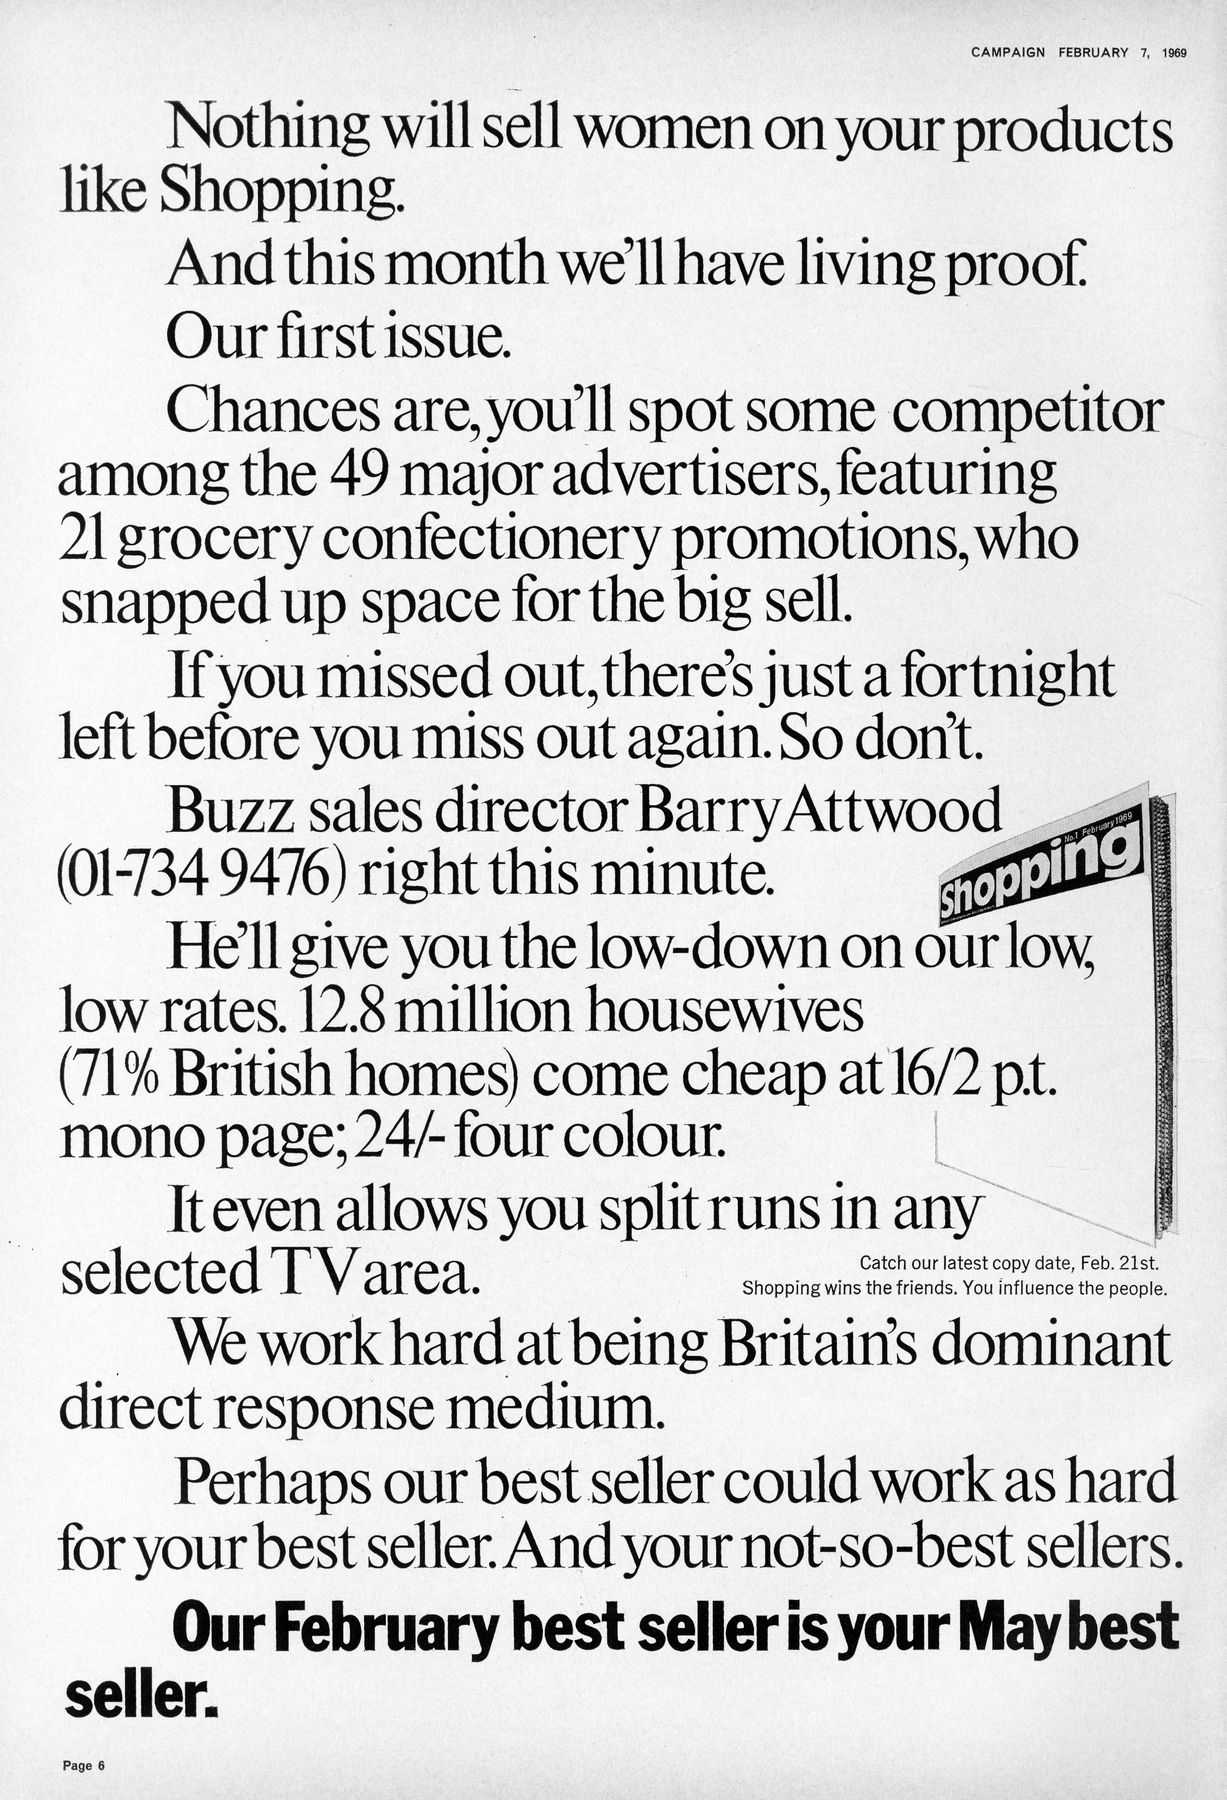 CAMPAIGN FEBRUARY 7, 1969
Nothing will sell women on your products
like Shopping.
And this month we'll have living proof.
Our first issue.
Chances are, you'll spot some competitor
among the 49 major advertisers, featuring
21 grocery confectionery promotions, who
snapped up space for the big sell.
If you missed out, there's just a fortnight
left before you miss out again. So don't.
Buzz sales director Barry Attwood
(01-734 9476) right this minute.
No.1 February 1969
Shopping
He'll give you the low-down on our low,
low rates. 12.8 million housewives
(71% British homes) come cheap at 16/2 p.t.
mono page; 24/- four colour.
It even allows you split runs in any
selected TV area.
Catch our latest copy date, Feb. 21st.
Shopping wins the friends. You influence the people.
We work hard at being Britain's dominant
direct response medium.
Perhaps our best seller could work as hard
for your best seller. And your not-so-best sellers.
Our February best seller is your May best
seller.
Page 6